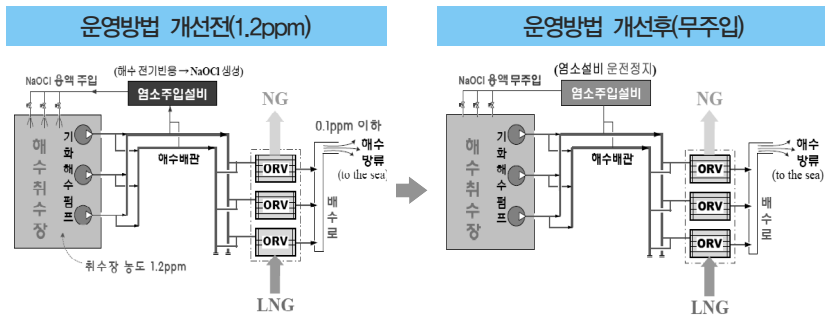 운영방법 개선전(1.2ppm)
(해수 전기반응 → NaOCl 생성)
NaOCl 용액 주입
염소주입설비
NG
0.1ppm 이하
해수취수장
기화해수펌프
해수배관
ORV
ORV
ORV
해수
방류
(to the sea)
배수로
취수장 농도 1.2ppm
LNG
운영방법 개선후(무주입)
(염소설비 운전정지)
NaOCl 용액 무주입
염소주입설비
NG
해수취수장
기화해수펌프
해수배관
ORV
ORV
ORV
해수
방류
(to the sea)
배수로
LNG